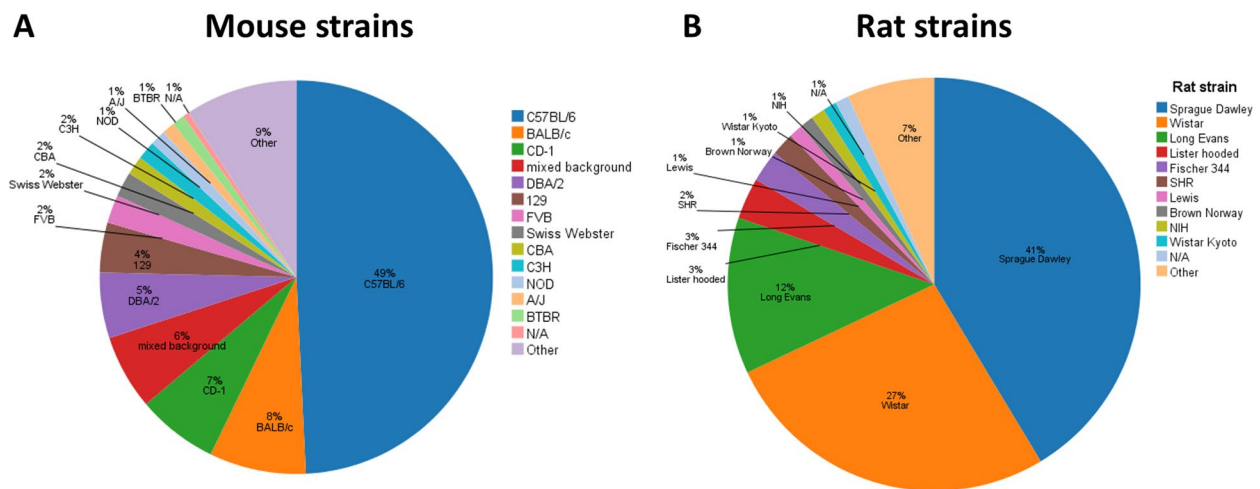 A
Mouse strains
1%
N/A
1%
BTBR
1%
A/J
1%
NOD
2%
C3H
2%
CBA
2%
Swiss Webster
2%
FVB
4%
129
5%
DBA/2
6%
mixed background
7%
CD-1
8%
BALB/c
49%
C57BL/6
9%
Other
C57BL/6
BALB/c
CD-1
mixed background
DBA/2
129
FVB
Swiss Webster
CBA
C3H
NOD
A/J
BTBR
N/A
Other
B
Rat strains
1%
N/A
1%
NIH
1%
Wistar Kyoto
1%
Brown Norway
1%
Lewis
2%
SHR
3%
Fischer 344
3%
Lister hooded
12%
Long Evans
27%
Wistar
41%
Sprague Dawley
7%
Other
Rat strain
Sprague Dawley
Wistar
Long Evans
Lister hooded
Fischer 344
SHR
Lewis
Brown Norway
NIH
Wistar Kyoto
N/A
Other